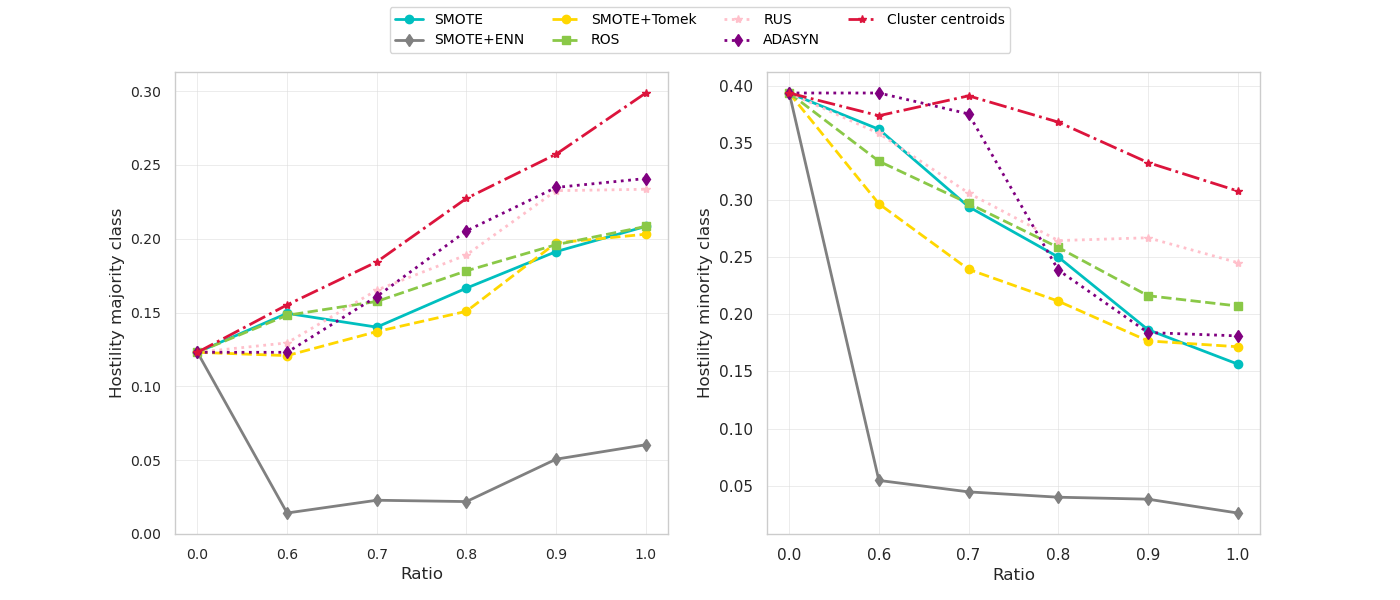 SMOTE SMOTE+Tomek RUS Cluster centroids
SMOTE+ENN ROS ADASYN
Hostility majority class
0.30
0.25
0.20
0.15
0.10
0.05
0.00
0.0 0.6 0.7 0.8 0.9 1.0
Ratio
Hostility minority class
0.40
0.35
0.30
0.25
0.20
0.15
0.10
0.05
0.0 0.6 0.7 0.8 0.9 1.0
Ratio